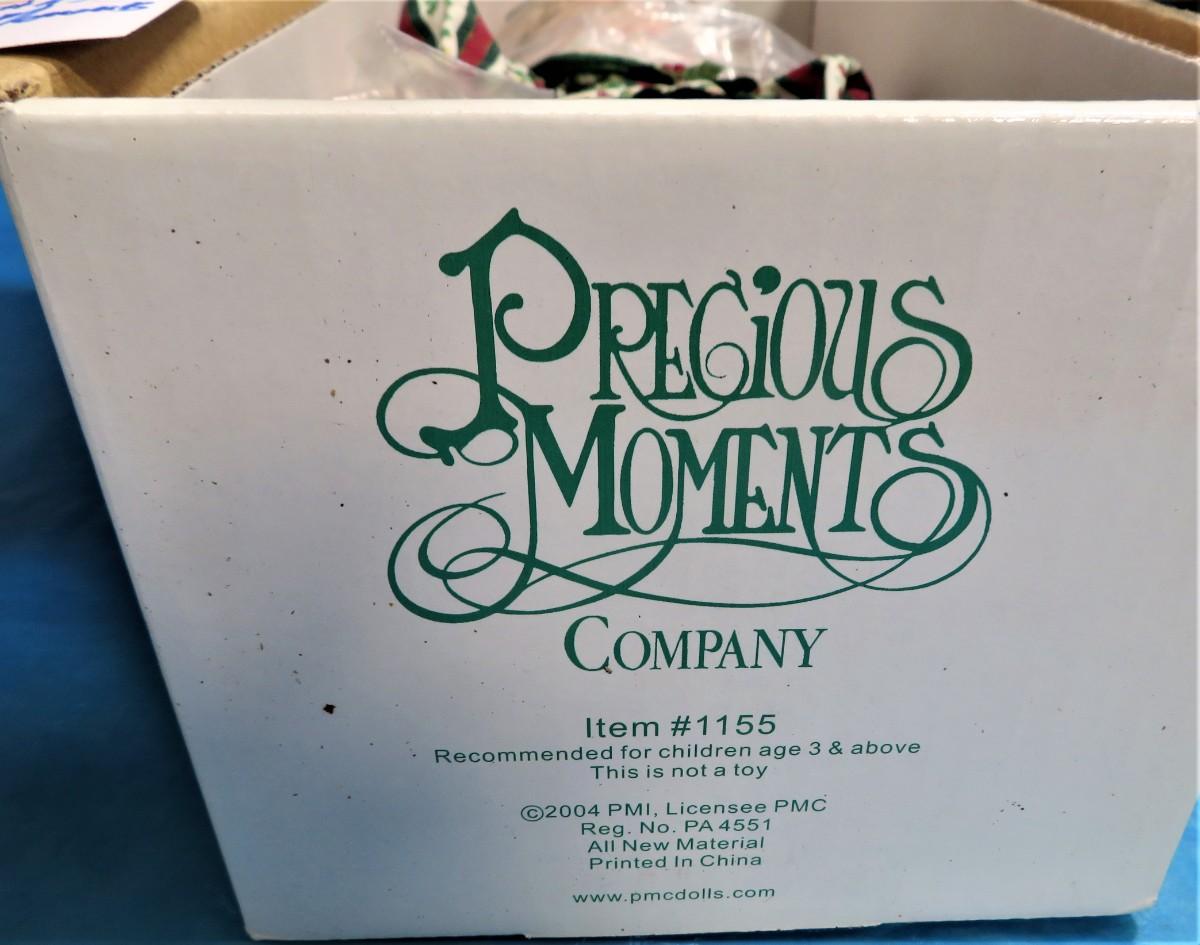 PRECIOUS
MOMENTS
COMPANY
Item #1155
Recommended for children age 3 & above
This is not a toy
©2004 PMI, Licensee PMC
Reg. No. PA 4551
All New Material
Printed In China
www.pmcdolls.com